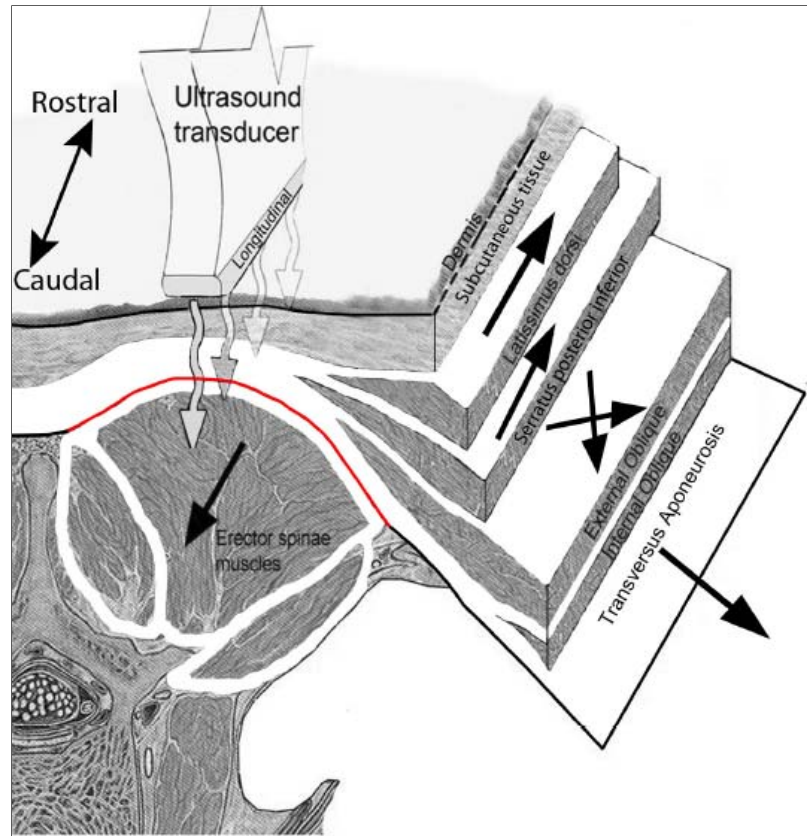 Rostral
Caudal
Ultrasound
transducer
Longitudinal
Dermis
Subcutaneous tissue
Latissimus dorsi
Serratus posterior inferior
External Oblique
Internal Oblique
Transversus Aponeurosis
Erector spinae
muscles